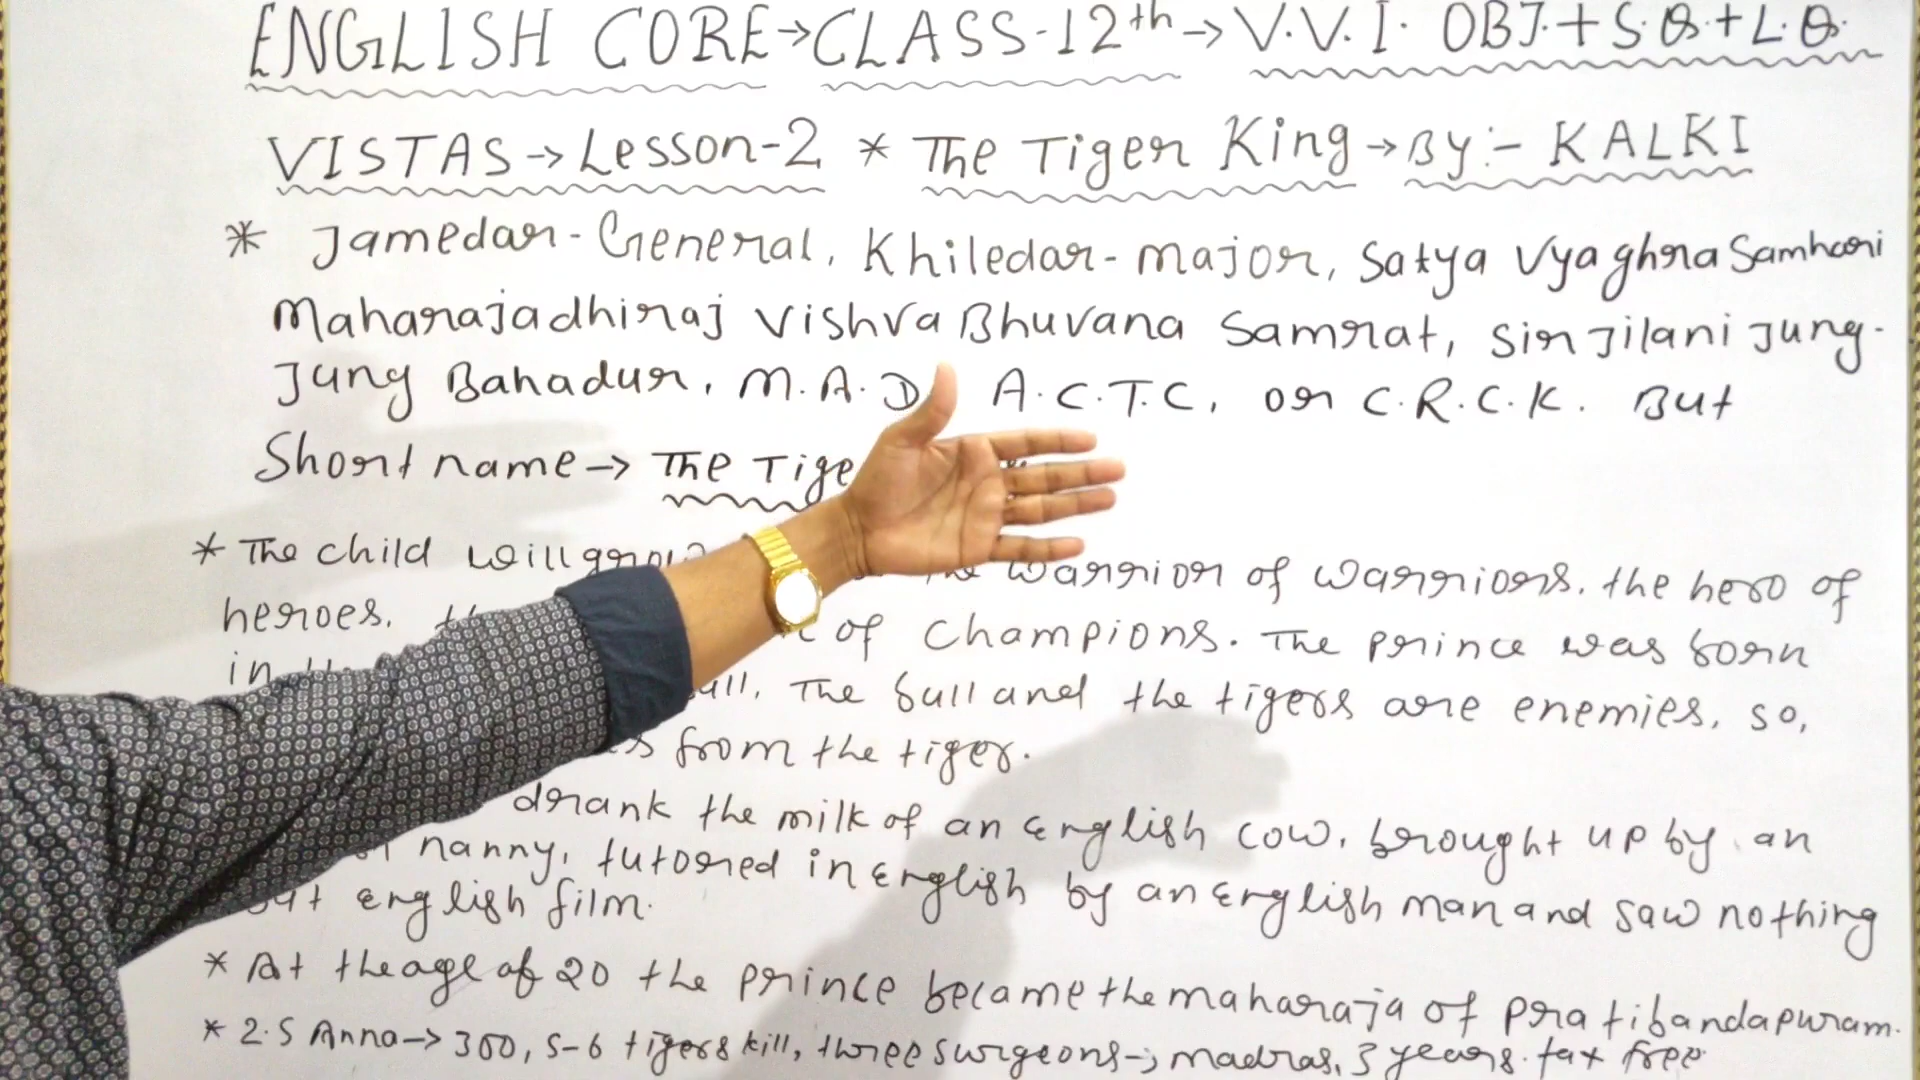 ENGLISH CORE→CLASS-12th→V.V.I. OBJ.+S.Q.+L.Q.
VISTAS→Lesson-2 * The Tiger King→By:- KALKI
* Jamedar-General, Khiledar-major, Satya Vyaghra Samhari
Maharajadhiraj Vishva Bhuvana Samrat, Sir Jilani Jung-
Jung Bahadur, M.A.D A.C.T.C, or C.R.C.K. But
Short name→ The Tige
* The child will grow warrior of warriors, the hero of
heroes, of champions. The prince was born
in The bull and the tigers are enemies, so,
from the tiger.
drank the milk of an English cow, brought up by an
nanny, tutored in English by an English man and saw nothing
English film.
* At the age of 20 the prince became the maharaja of Pratibandapuram.
* 2.5 Anna→ 300, 5-6 tigers kill, three surgeons→ madras, 3 years tax free